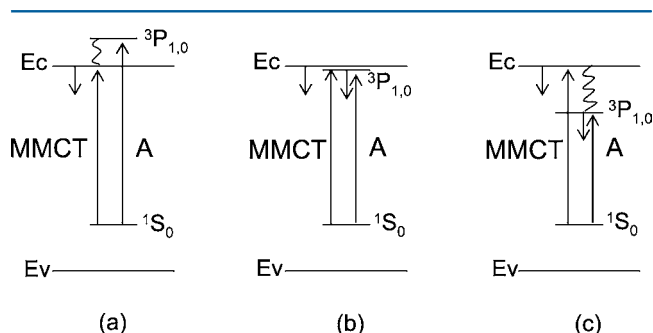 ³P₁,₀
Ec
MMCT
A
¹S₀
Ev
(a)
Ec
³P₁,₀
MMCT
A
¹S₀
Ev
(b)
Ec
³P₁,₀
MMCT
A
¹S₀
Ev
(c)